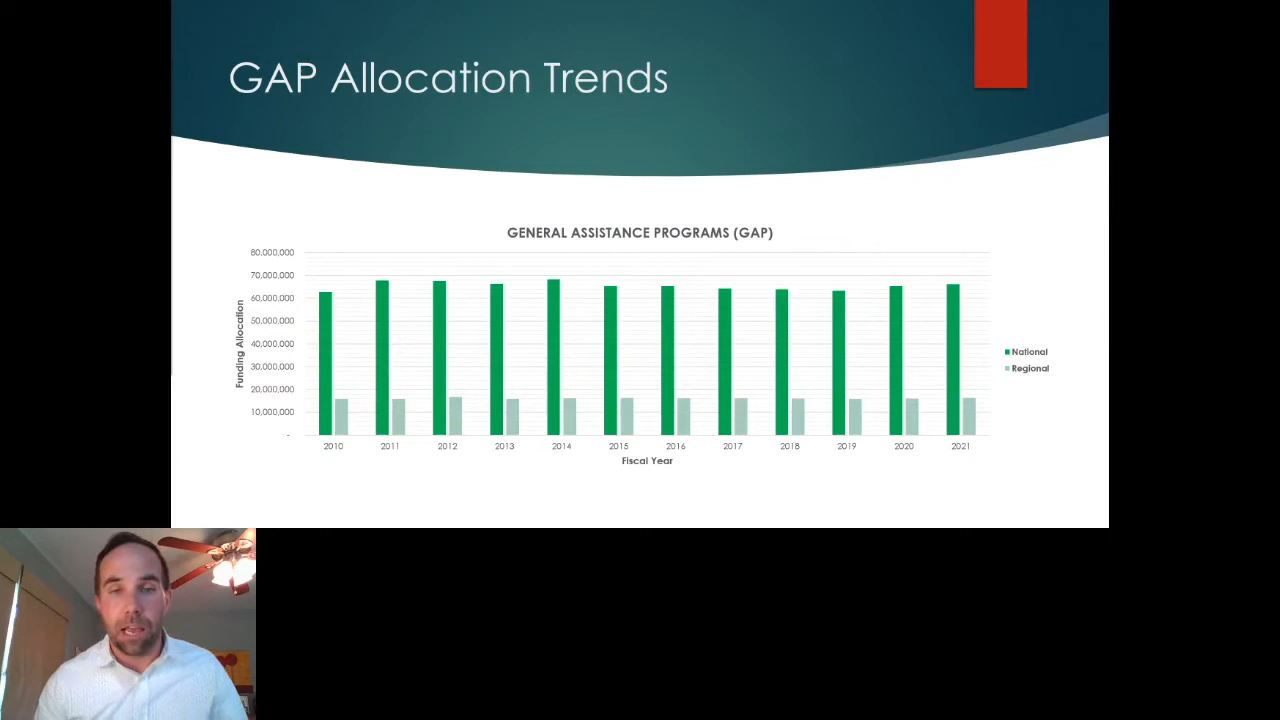 GAP Allocation Trends
GENERAL ASSISTANCE PROGRAMS (GAP)
80,000,000
70,000,000
60,000,000
50,000,000
40,000,000
30,000,000
20,000,000
10,000,000
-
Funding Allocation
National
Regional
2010 2011 2012 2013 2014 2015 2016 2017 2018 2019 2020 2021
Fiscal Year